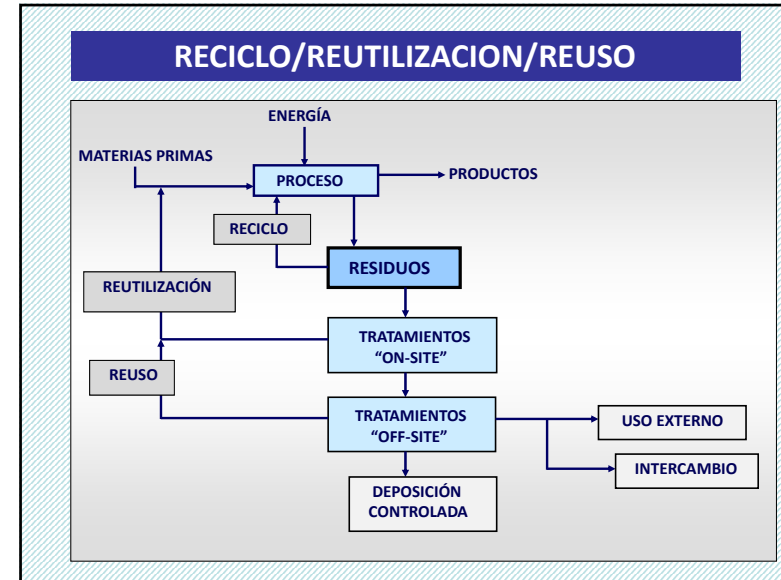 RECICLO/REUTILIZACION/REUSO
ENERGÍA
MATERIAS PRIMAS
PROCESO
PRODUCTOS
RECICLO
RESIDUOS
REUTILIZACIÓN
TRATAMIENTOS
“ON-SITE”
REUSO
TRATAMIENTOS
“OFF-SITE”
USO EXTERNO
INTERCAMBIO
DEPOSICIÓN
CONTROLADA